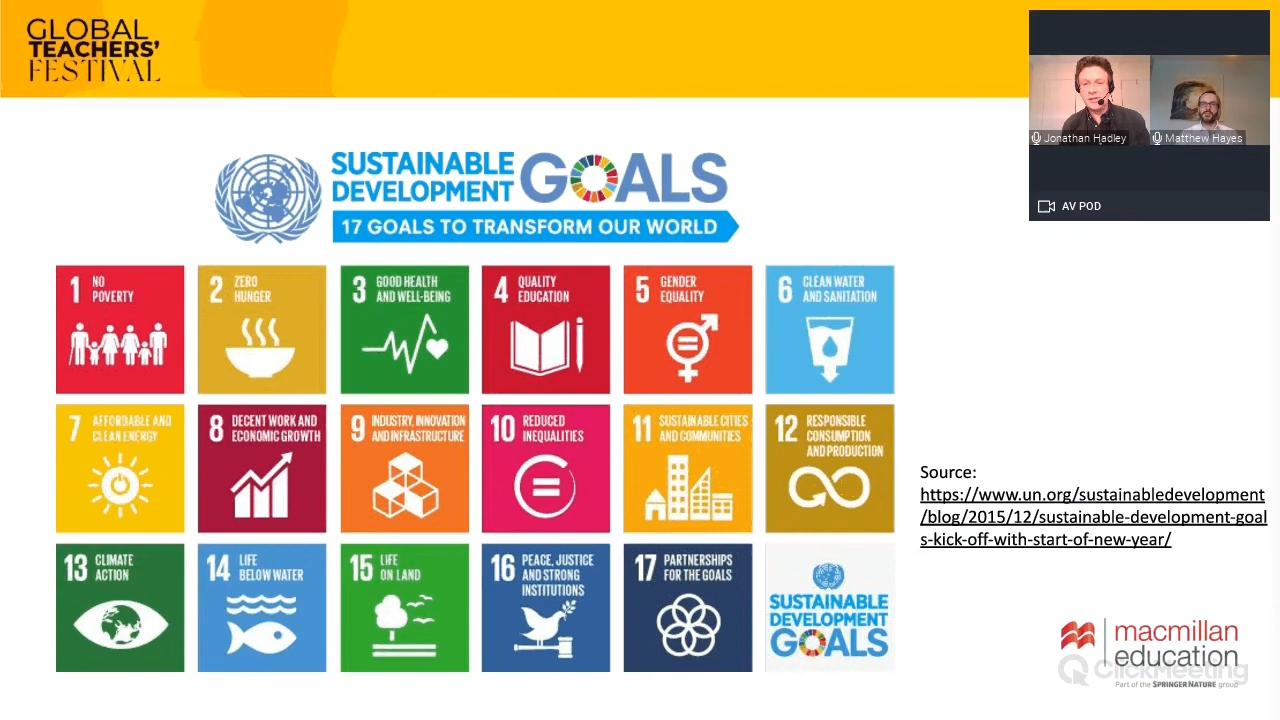 GLOBAL
TEACHERS'
FESTIVAL
Jonathan Hadley
Matthew Hayes
AV POD
SUSTAINABLE
DEVELOPMENT
GOALS
17 GOALS TO TRANSFORM OUR WORLD
1 NO
POVERTY
2 ZERO
HUNGER
3 GOOD HEALTH
AND WELL-BEING
4 QUALITY
EDUCATION
5 GENDER
EQUALITY
6 CLEAN WATER
AND SANITATION
7 AFFORDABLE AND
CLEAN ENERGY
8 DECENT WORK AND
ECONOMIC GROWTH
9 INDUSTRY, INNOVATION
AND INFRASTRUCTURE
10 REDUCED
INEQUALITIES
11 SUSTAINABLE CITIES
AND COMMUNITIES
12 RESPONSIBLE
CONSUMPTION
AND PRODUCTION
13 CLIMATE
ACTION
14 LIFE
BELOW WATER
15 LIFE
ON LAND
16 PEACE, JUSTICE
AND STRONG
INSTITUTIONS
17 PARTNERSHIPS
FOR THE GOALS
SUSTAINABLE
DEVELOPMENT
GOALS
Source:
https://www.un.org/sustainabledevelopment
/blog/2015/12/sustainable-development-goal
s-kick-off-with-start-of-new-year/
macmillan
education
ClickMeeting
Part of the SPRINGER NATURE group